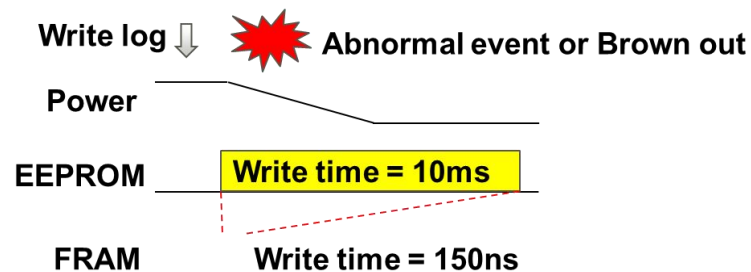 Write log Abnormal event or Brown out
Power
EEPROM Write time = 10ms
FRAM Write time = 150ns